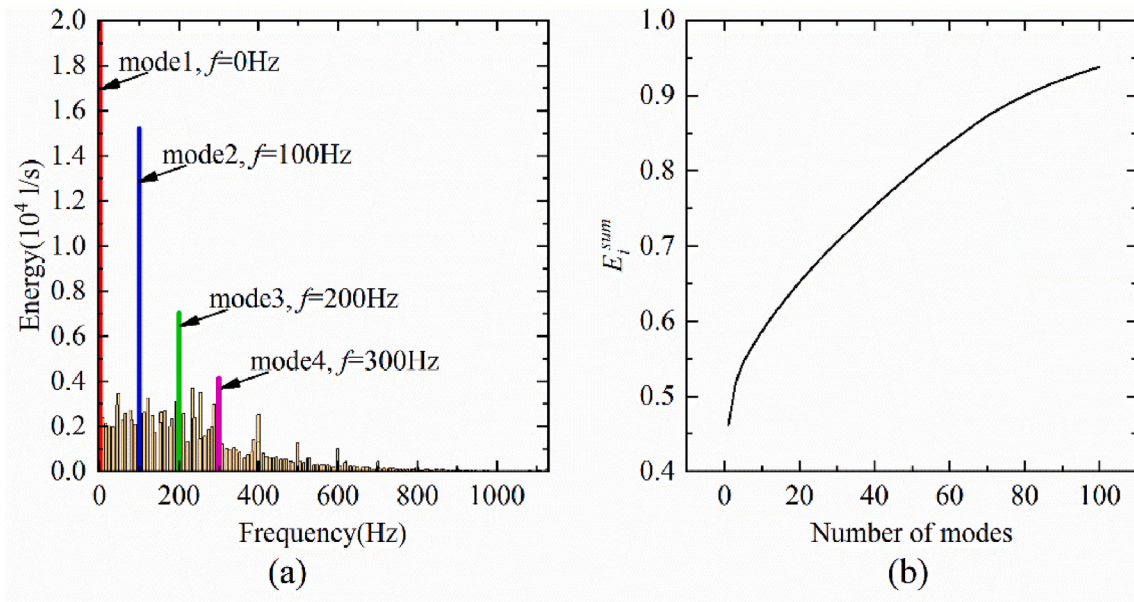 2.0
1.8
1.6
1.4
1.2
1.0
0.8
0.6
0.4
0.2
0.0
Energy(10⁴ l/s)
mode1, f=0Hz
mode2, f=100Hz
mode3, f=200Hz
mode4, f=300Hz
0 200 400 600 800 1000
Frequency(Hz)
(a)
1.0
0.9
0.8
0.7
0.6
0.5
0.4
E_i^sum
0 20 40 60 80 100
Number of modes
(b)